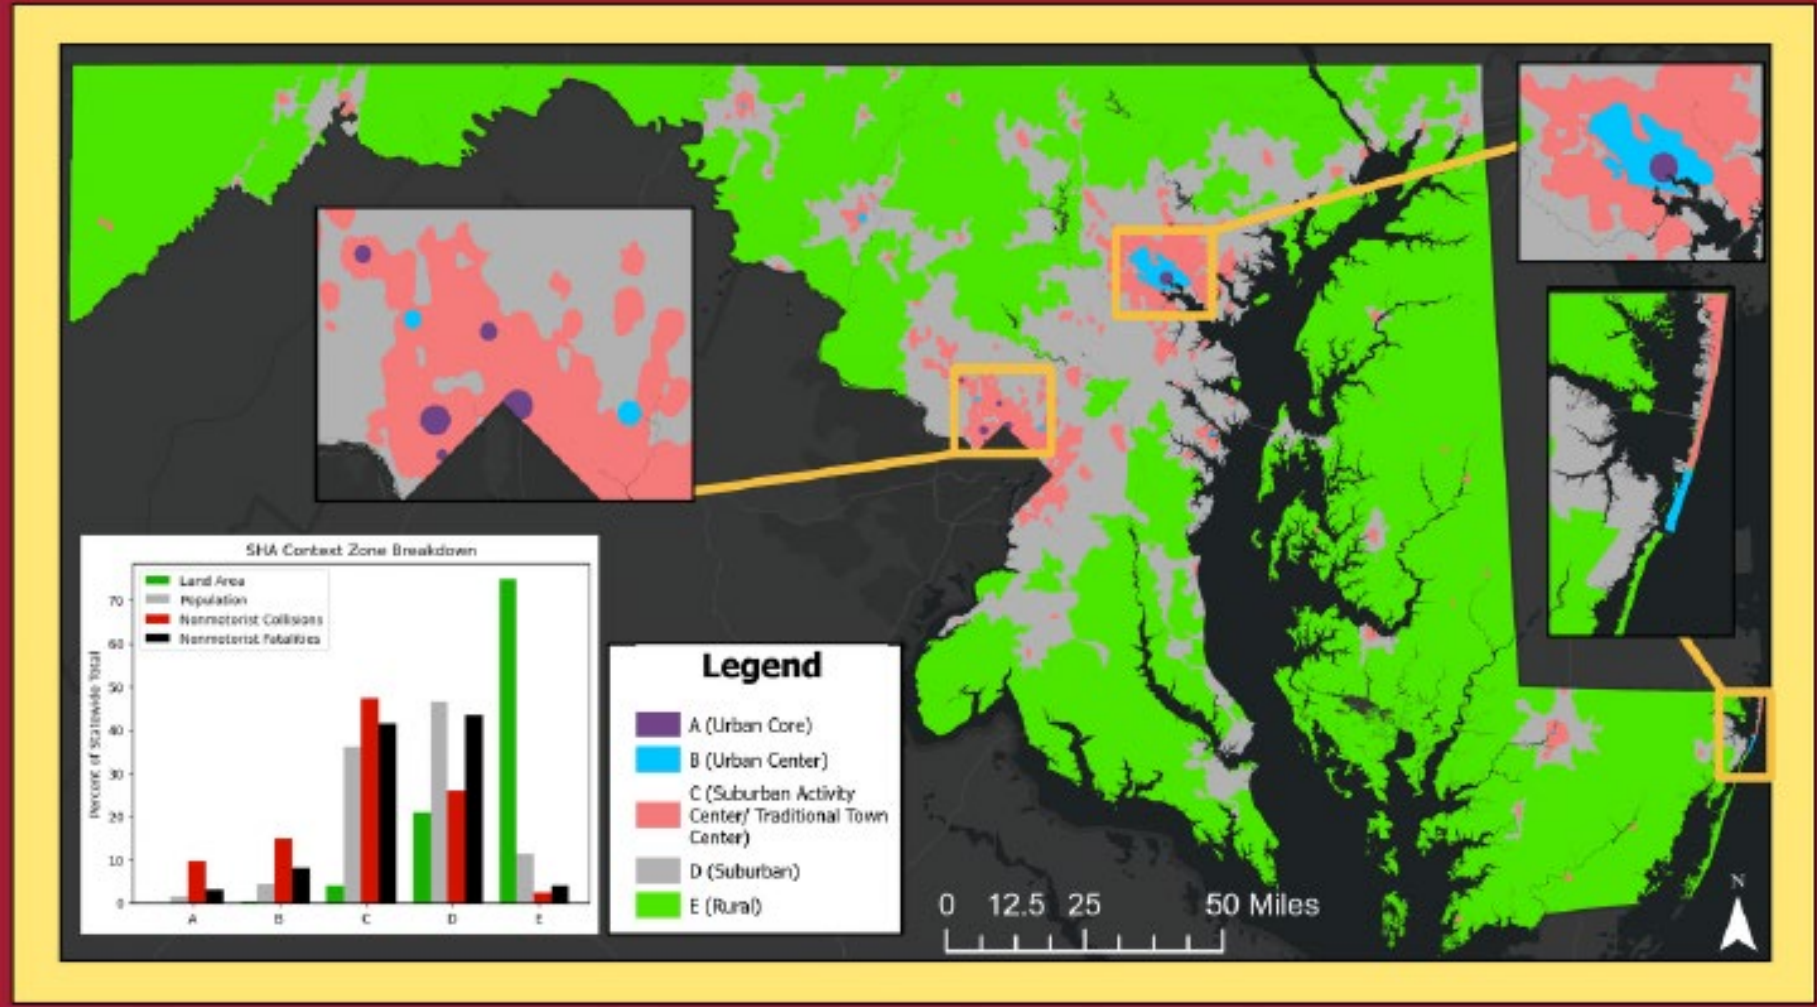 SHA Context Zone Breakdown
Land Area
Population
Nonmotorist Collisions
Nonmotorist Fatalities
Percent of Statewide Total
70
60
50
40
30
20
10
0
A B C D E
Legend
A (Urban Core)
B (Urban Center)
C (Suburban Activity
Center/ Traditional Town
Center)
D (Suburban)
E (Rural)
0 12.5 25 50 Miles
N